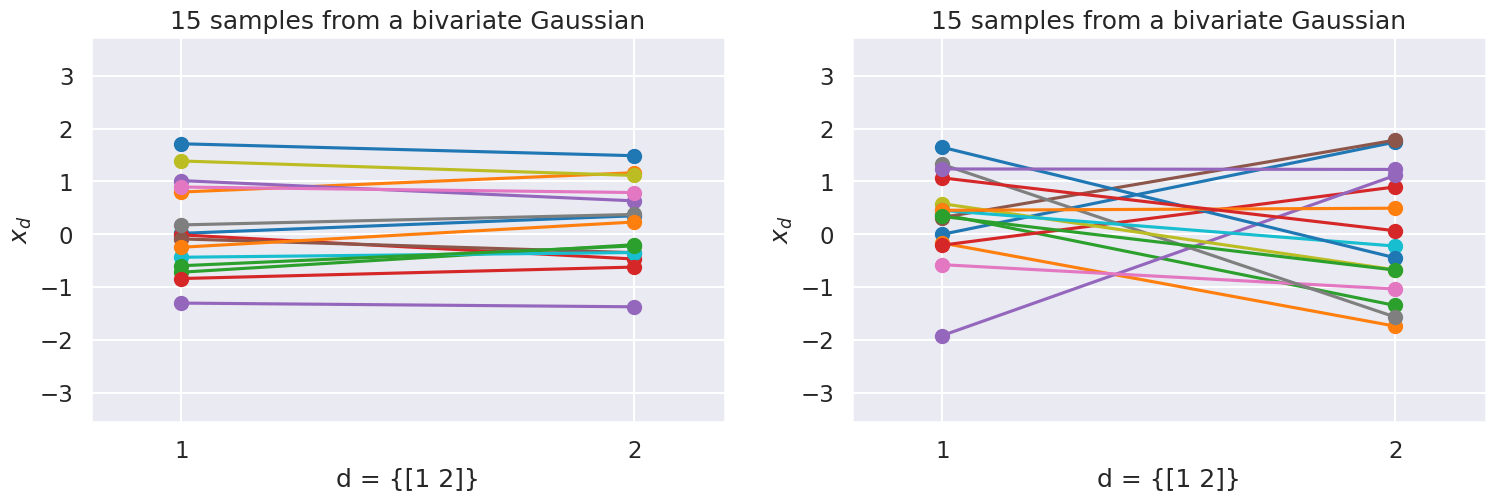 15 samples from a bivariate Gaussian
3
2
1
0
−1
−2
−3
x_d
1 2
d = {[1 2]}
15 samples from a bivariate Gaussian
3
2
1
0
−1
−2
−3
x_d
1 2
d = {[1 2]}